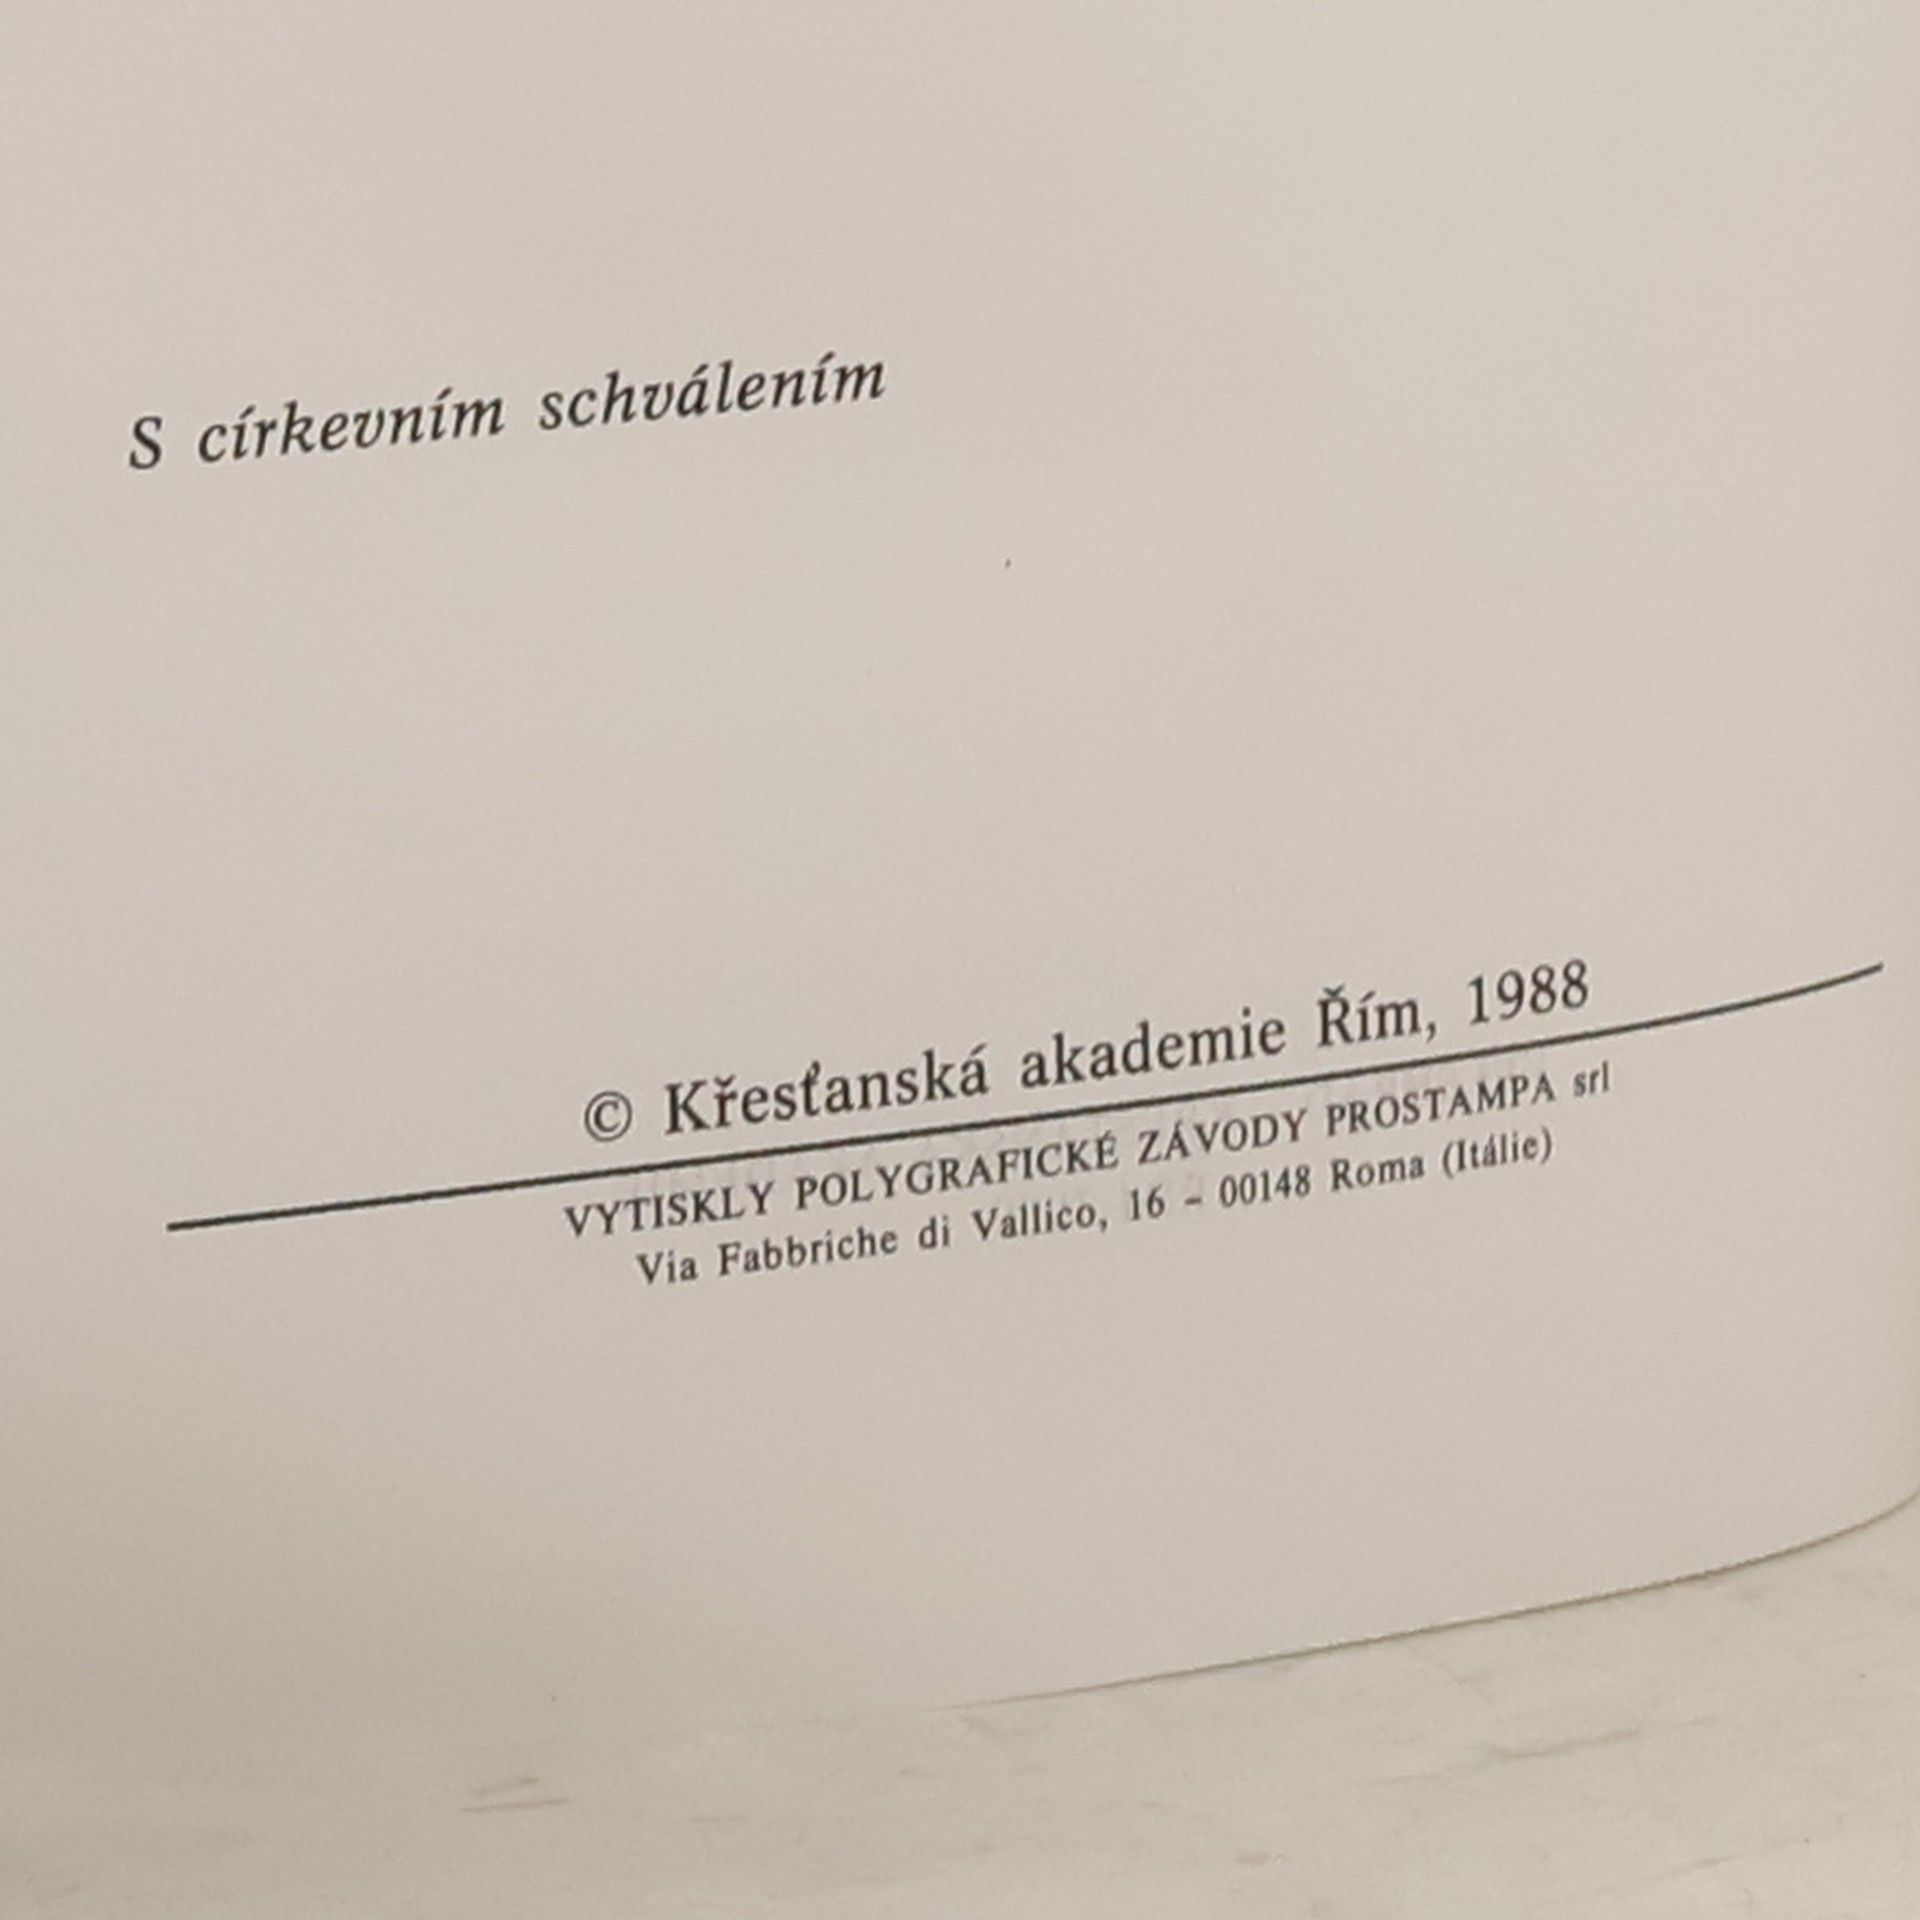 S církevním schválením
© Křesťanská akademie Řím, 1988
VYTISKLY POLYGRAFICKÉ ZÁVODY PROSTAMPA srl
Via Fabbriche di Vallico, 16 – 00148 Roma (Itálie)